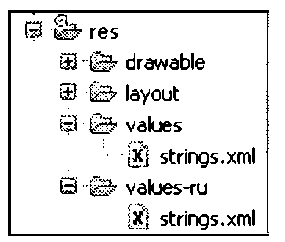 res
drawable
layout
values
strings.xml
values-ru
strings.xml